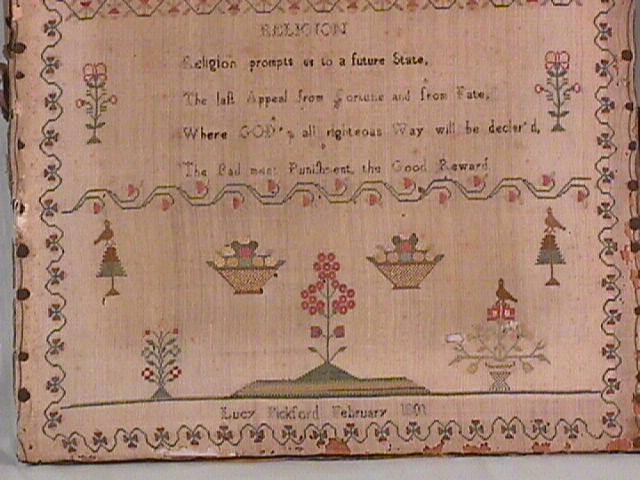 RELIGION
Religion prompts us to a future State,
The last Appeal from Fortune and from Fate,
Where GOD's all righteous Way will be declar'd,
The Bad meet Punishment, the Good Reward
Lucy Pickford February 1801